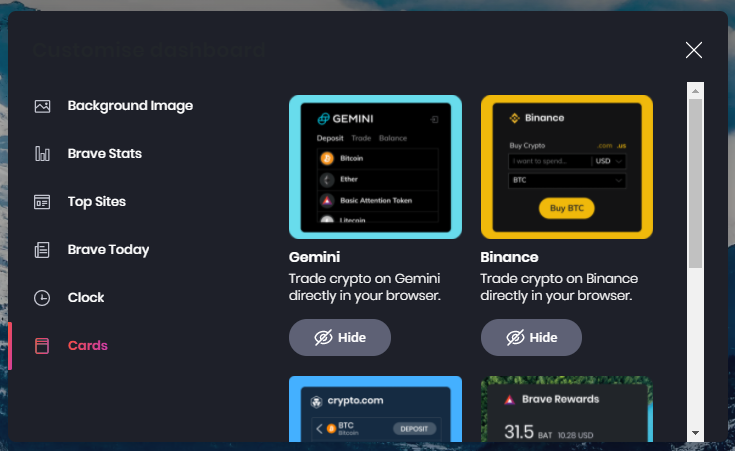 Customise dashboard
Background Image
Brave Stats
Top Sites
Brave Today
Clock
Cards
GEMINI
Deposit Trade Balance
Bitcoin
Ether
Basic Attention Token
Litecoin
Gemini
Trade crypto on Gemini
directly in your browser.
Hide
Binance
Buy Crypto .com .us
I want to spend... USD
BTC
Buy BTC
Binance
Trade crypto on Binance
directly in your browser.
Hide
crypto.com
BTC
Bitcoin
DEPOSIT
Brave Rewards
31.5 BAT 10.28 USD